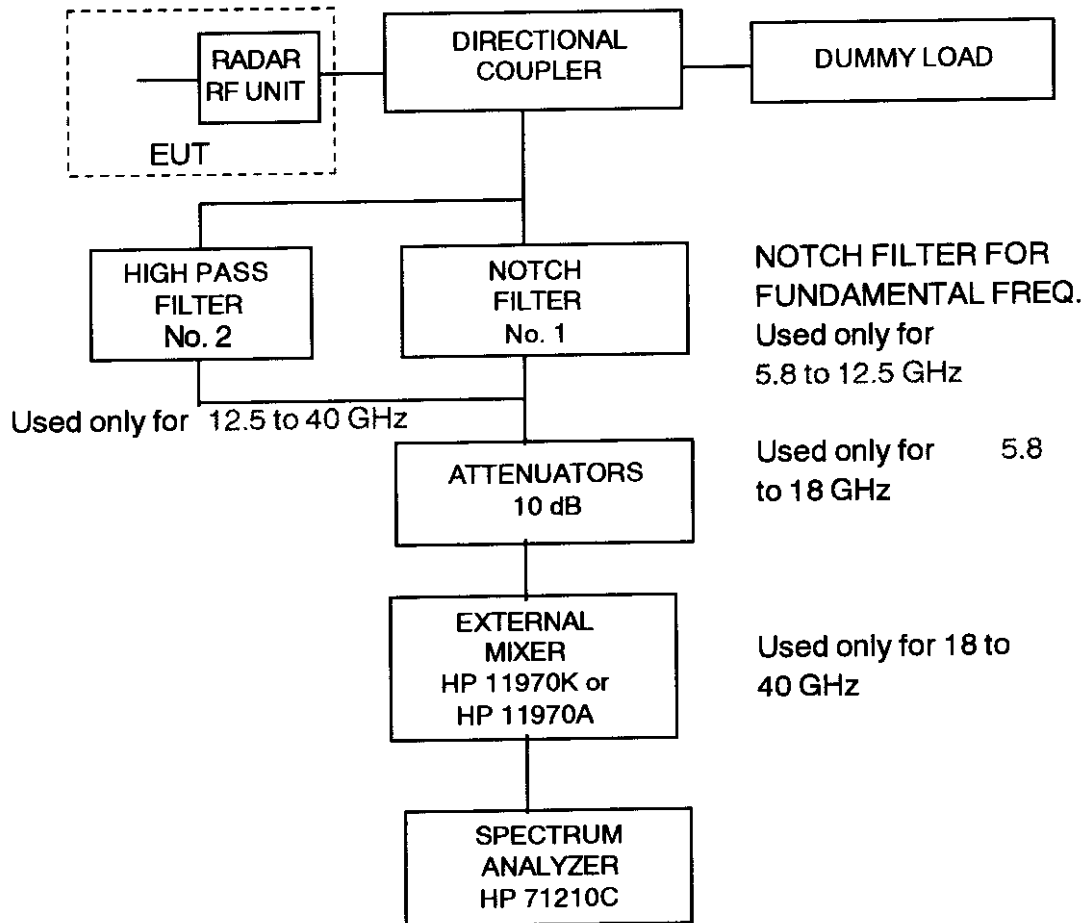 RADAR
RF UNIT
EUT
DIRECTIONAL
COUPLER
DUMMY LOAD
HIGH PASS
FILTER
No. 2
NOTCH
FILTER
No. 1
NOTCH FILTER FOR
FUNDAMENTAL FREQ.
Used only for
5.8 to 12.5 GHz
Used only for 12.5 to 40 GHz
ATTENUATORS
10 dB
Used only for 5.8
to 18 GHz
EXTERNAL
MIXER
HP 11970K or
HP 11970A
Used only for 18 to
40 GHz
SPECTRUM
ANALYZER
HP 71210C